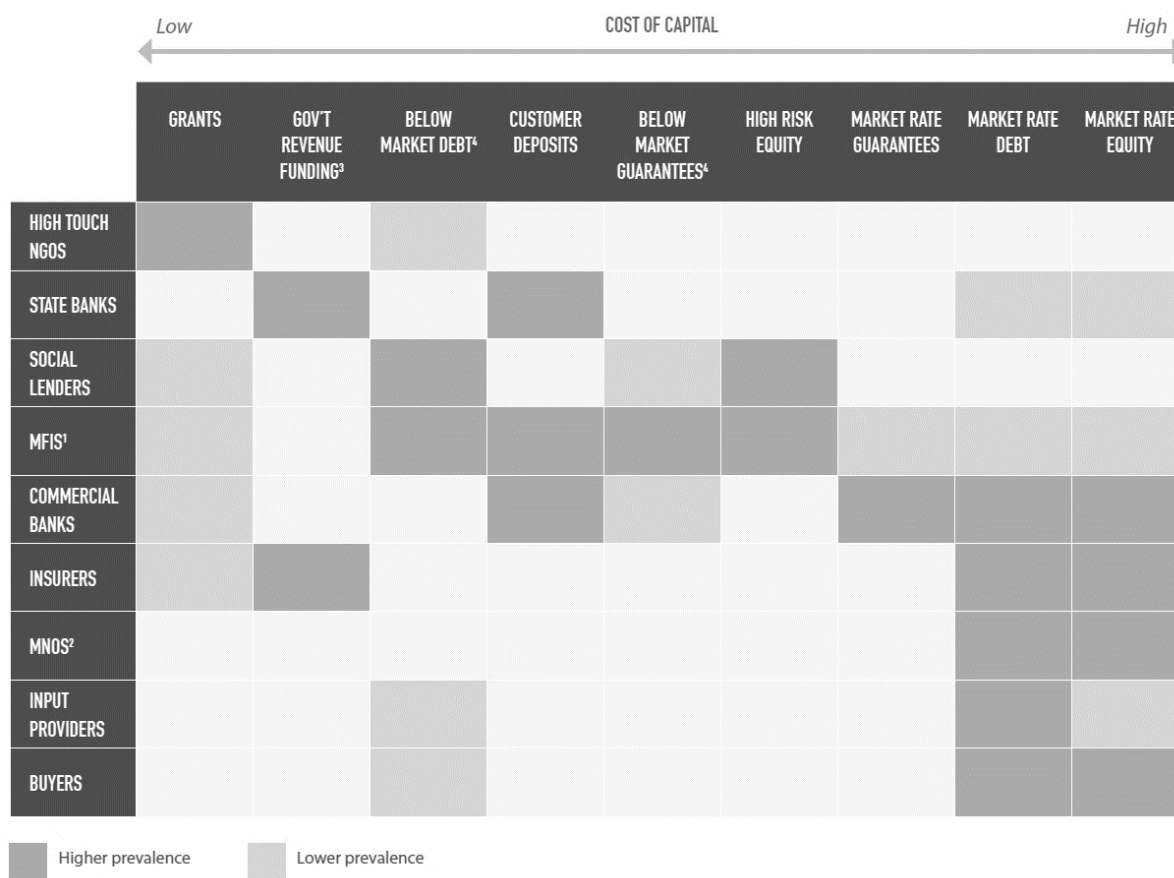 Low COST OF CAPITAL High
GRANTS
GOV'T
REVENUE
FUNDING³
BELOW
MARKET DEBT⁴
CUSTOMER
DEPOSITS
BELOW
MARKET
GUARANTEES⁴
HIGH RISK
EQUITY
MARKET RATE
GUARANTEES
MARKET RATE
DEBT
MARKET RATE
EQUITY
HIGH TOUCH
NGOS
STATE BANKS
SOCIAL
LENDERS
MFIS¹
COMMERCIAL
BANKS
INSURERS
MNOS²
INPUT
PROVIDERS
BUYERS
Higher prevalence
Lower prevalence